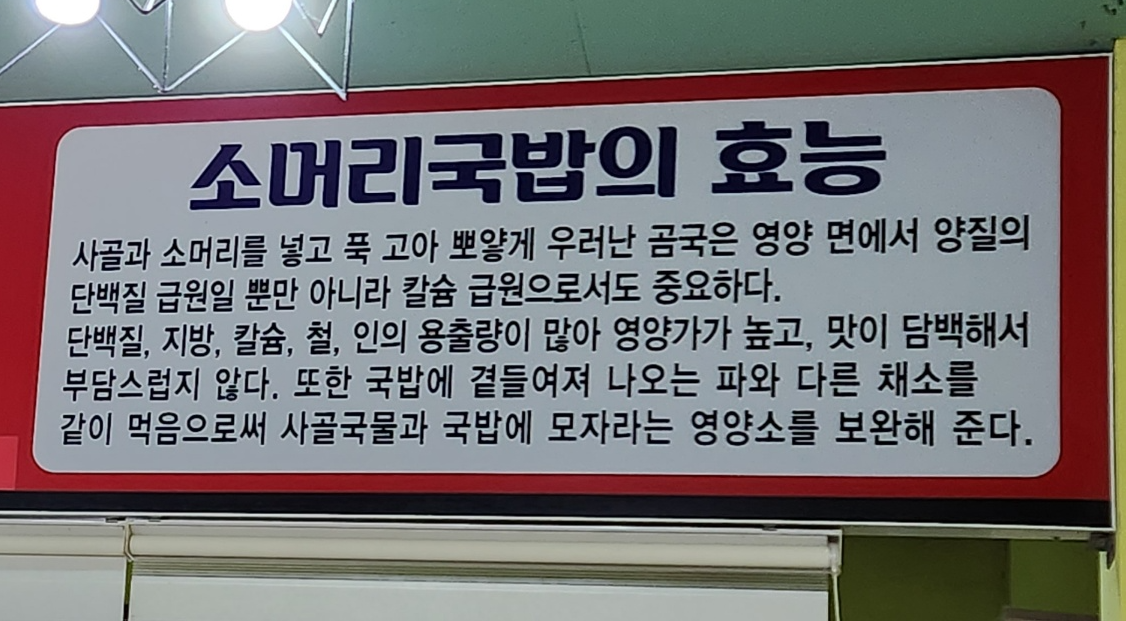 소머리국밥의 효능
사골과 소머리를 넣고 푹 고아 뽀얗게 우러난 곰국은 영양 면에서 양질의
단백질 급원일 뿐만 아니라 칼슘 급원으로서도 중요하다.
단백질, 지방, 칼슘, 철, 인의 용출량이 많아 영양가가 높고, 맛이 담백해서
부담스럽지 않다. 또한 국밥에 곁들여져 나오는 파와 다른 채소를
같이 먹음으로써 사골국물과 국밥에 모자라는 영양소를 보완해 준다.